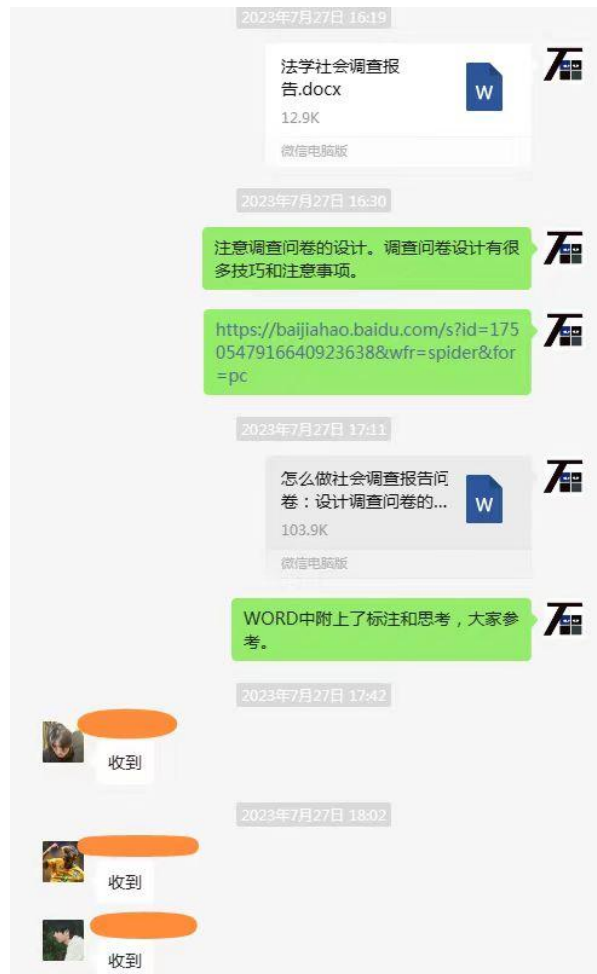 2023年7月27日 16:19
法学社会调查报
告.docx
W
12.9K
微信电脑版
2023年7月27日 16:30
注意调查问卷的设计。调查问卷设计有很
多技巧和注意事项。
https://baijiahao.baidu.com/s?id=175
0547916640923638&wfr=spider&for
=pc
2023年7月27日 17:11
怎么做社会调查报告问
卷：设计调查问卷的...
W
103.9K
微信电脑版
WORD中附上了标注和思考，大家参
考。
2023年7月27日 17:42
收到
2023年7月27日 18:02
收到
收到